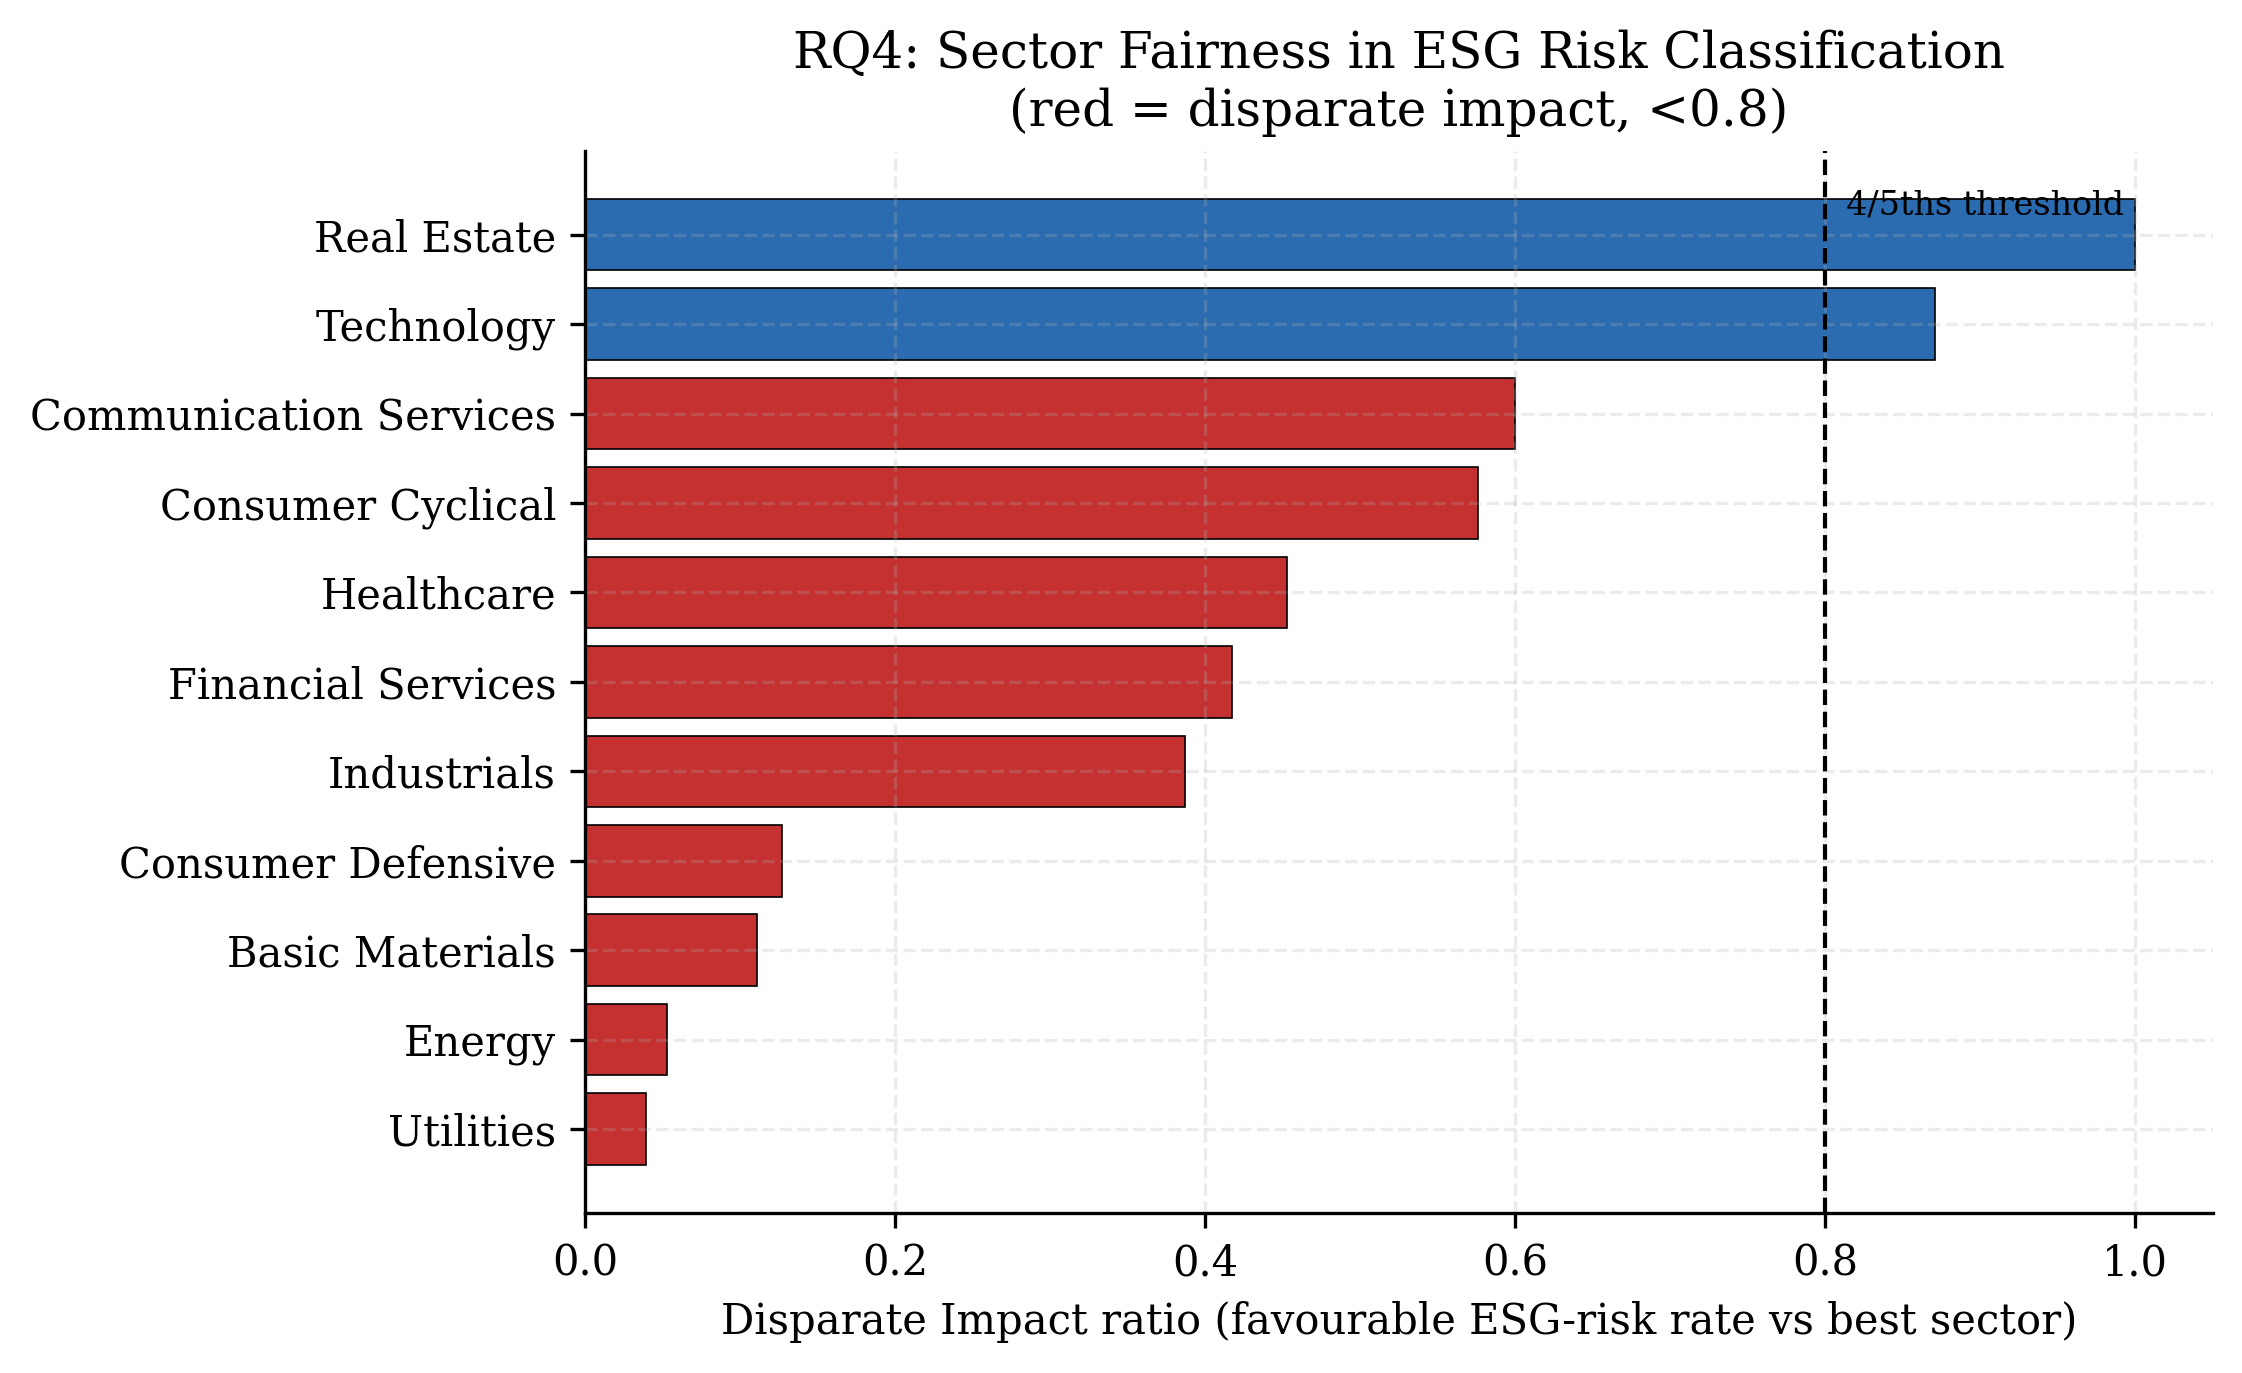 RQ4: Sector Fairness in ESG Risk Classification
(red = disparate impact, <0.8)
4/5ths threshold
Real Estate
Technology
Communication Services
Consumer Cyclical
Healthcare
Financial Services
Industrials
Consumer Defensive
Basic Materials
Energy
Utilities
0.0 0.2 0.4 0.6 0.8 1.0
Disparate Impact ratio (favourable ESG-risk rate vs best sector)